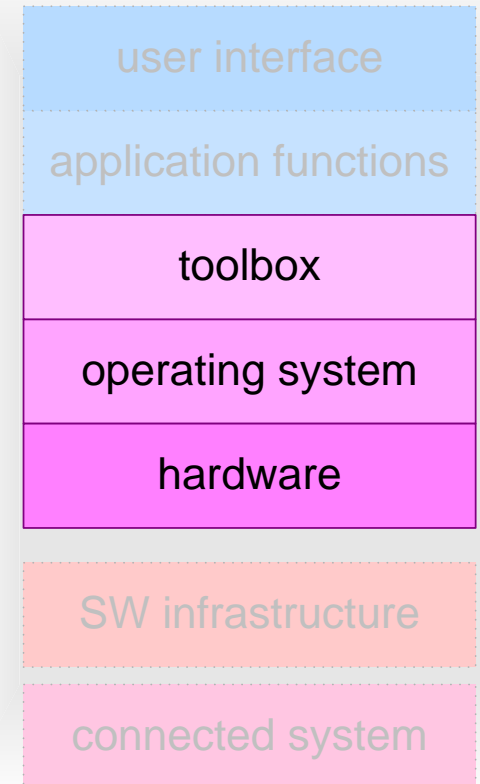 user interface
application functions
toolbox
operating system
hardware
SW infrastructure
connected system